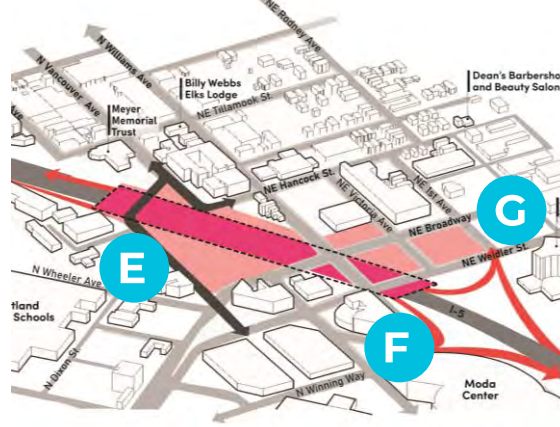 NE Rodney Ave
N Williams Ave
N Vancouver Ave
Ave
Billy Webbs
Elks Lodge
Dean's Barbersho
and Beauty Salon
NE Tillamook St.
Meyer
Memorial
Trust
NE Hancock St.
NE Victoria Ave
NE 1st Ave
NE Broadway
G
NE Weidler St.
E
N Wheeler Ave
I-5
tland
Schools
F
N Dixon St.
N Winning Way
Moda
Center